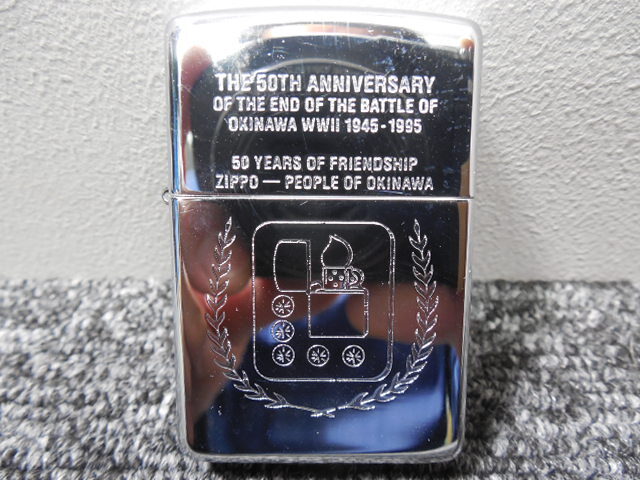 THE 50TH ANNIVERSARY
OF THE END OF THE BATTLE OF
OKINAWA WWII 1945-1995
50 YEARS OF FRIENDSHIP
ZIPPO — PEOPLE OF OKINAWA